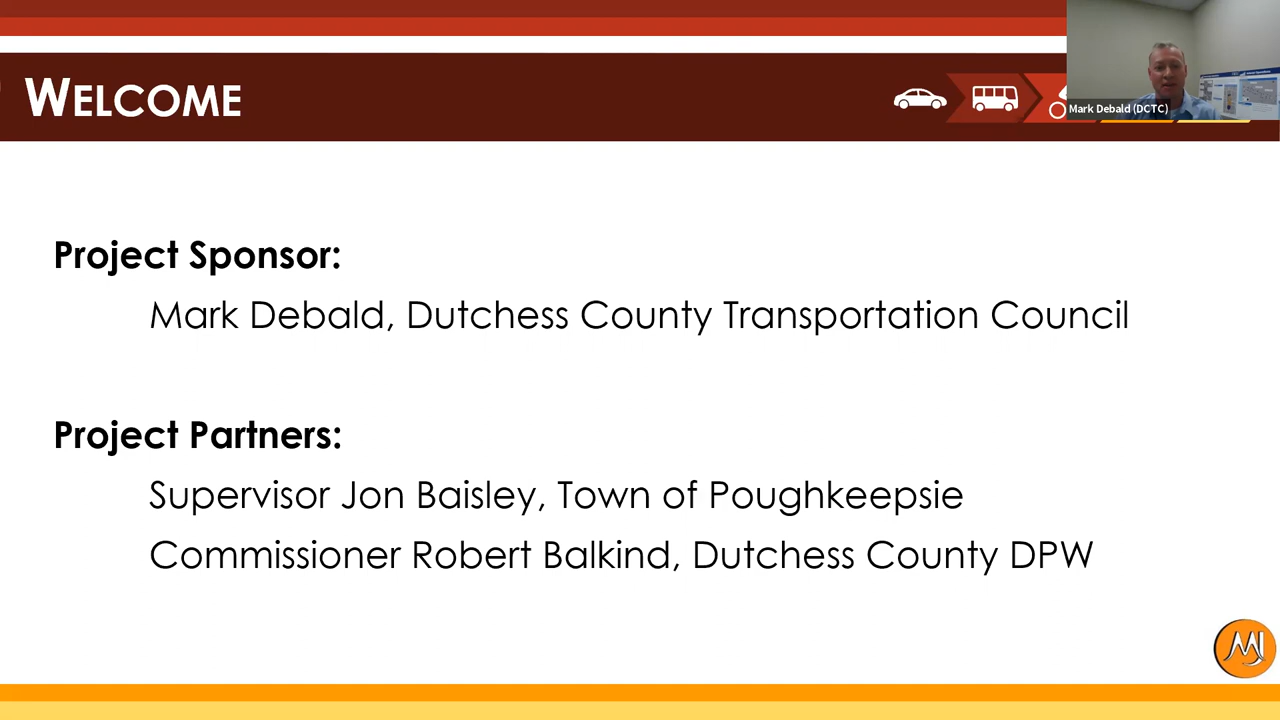 WELCOME
Mark Debald (DCTC)
Project Sponsor:
Mark Debald, Dutchess County Transportation Council
Project Partners:
Supervisor Jon Baisley, Town of Poughkeepsie
Commissioner Robert Balkind, Dutchess County DPW
MJ